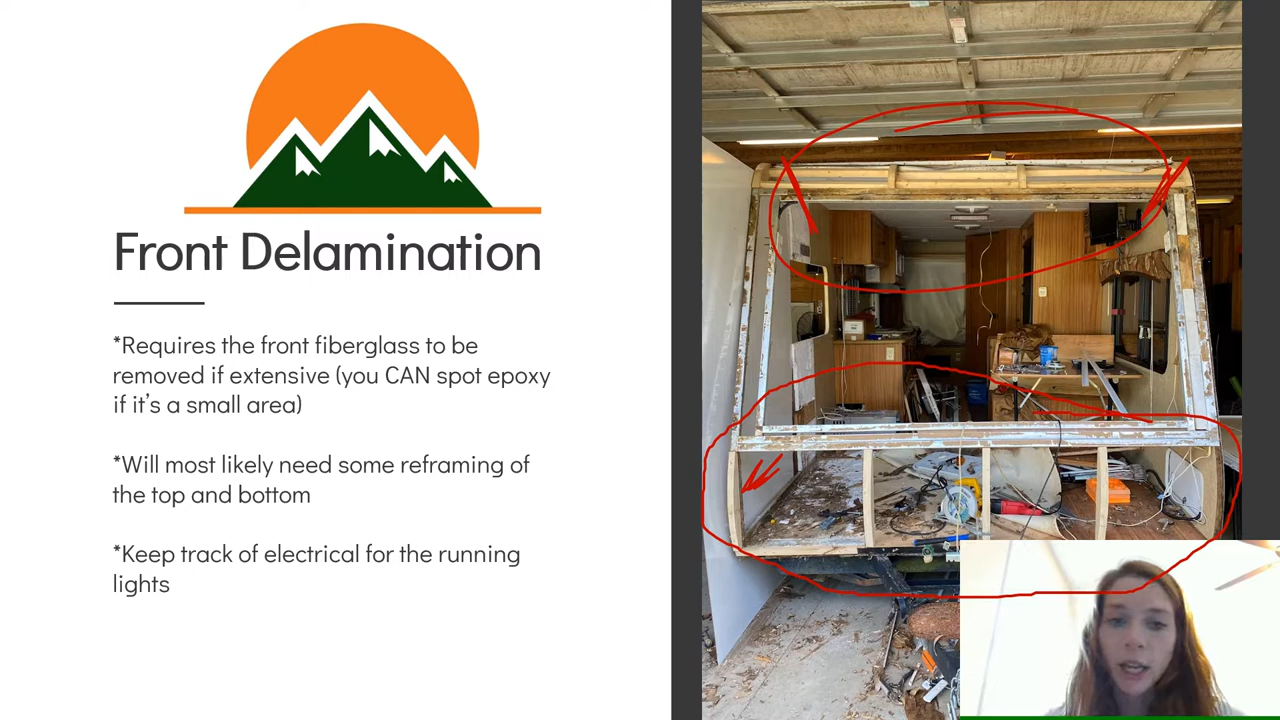 Front Delamination
*Requires the front fiberglass to be
removed if extensive (you CAN spot epoxy
if it's a small area)
*Will most likely need some reframing of
the top and bottom
*Keep track of electrical for the running
lights